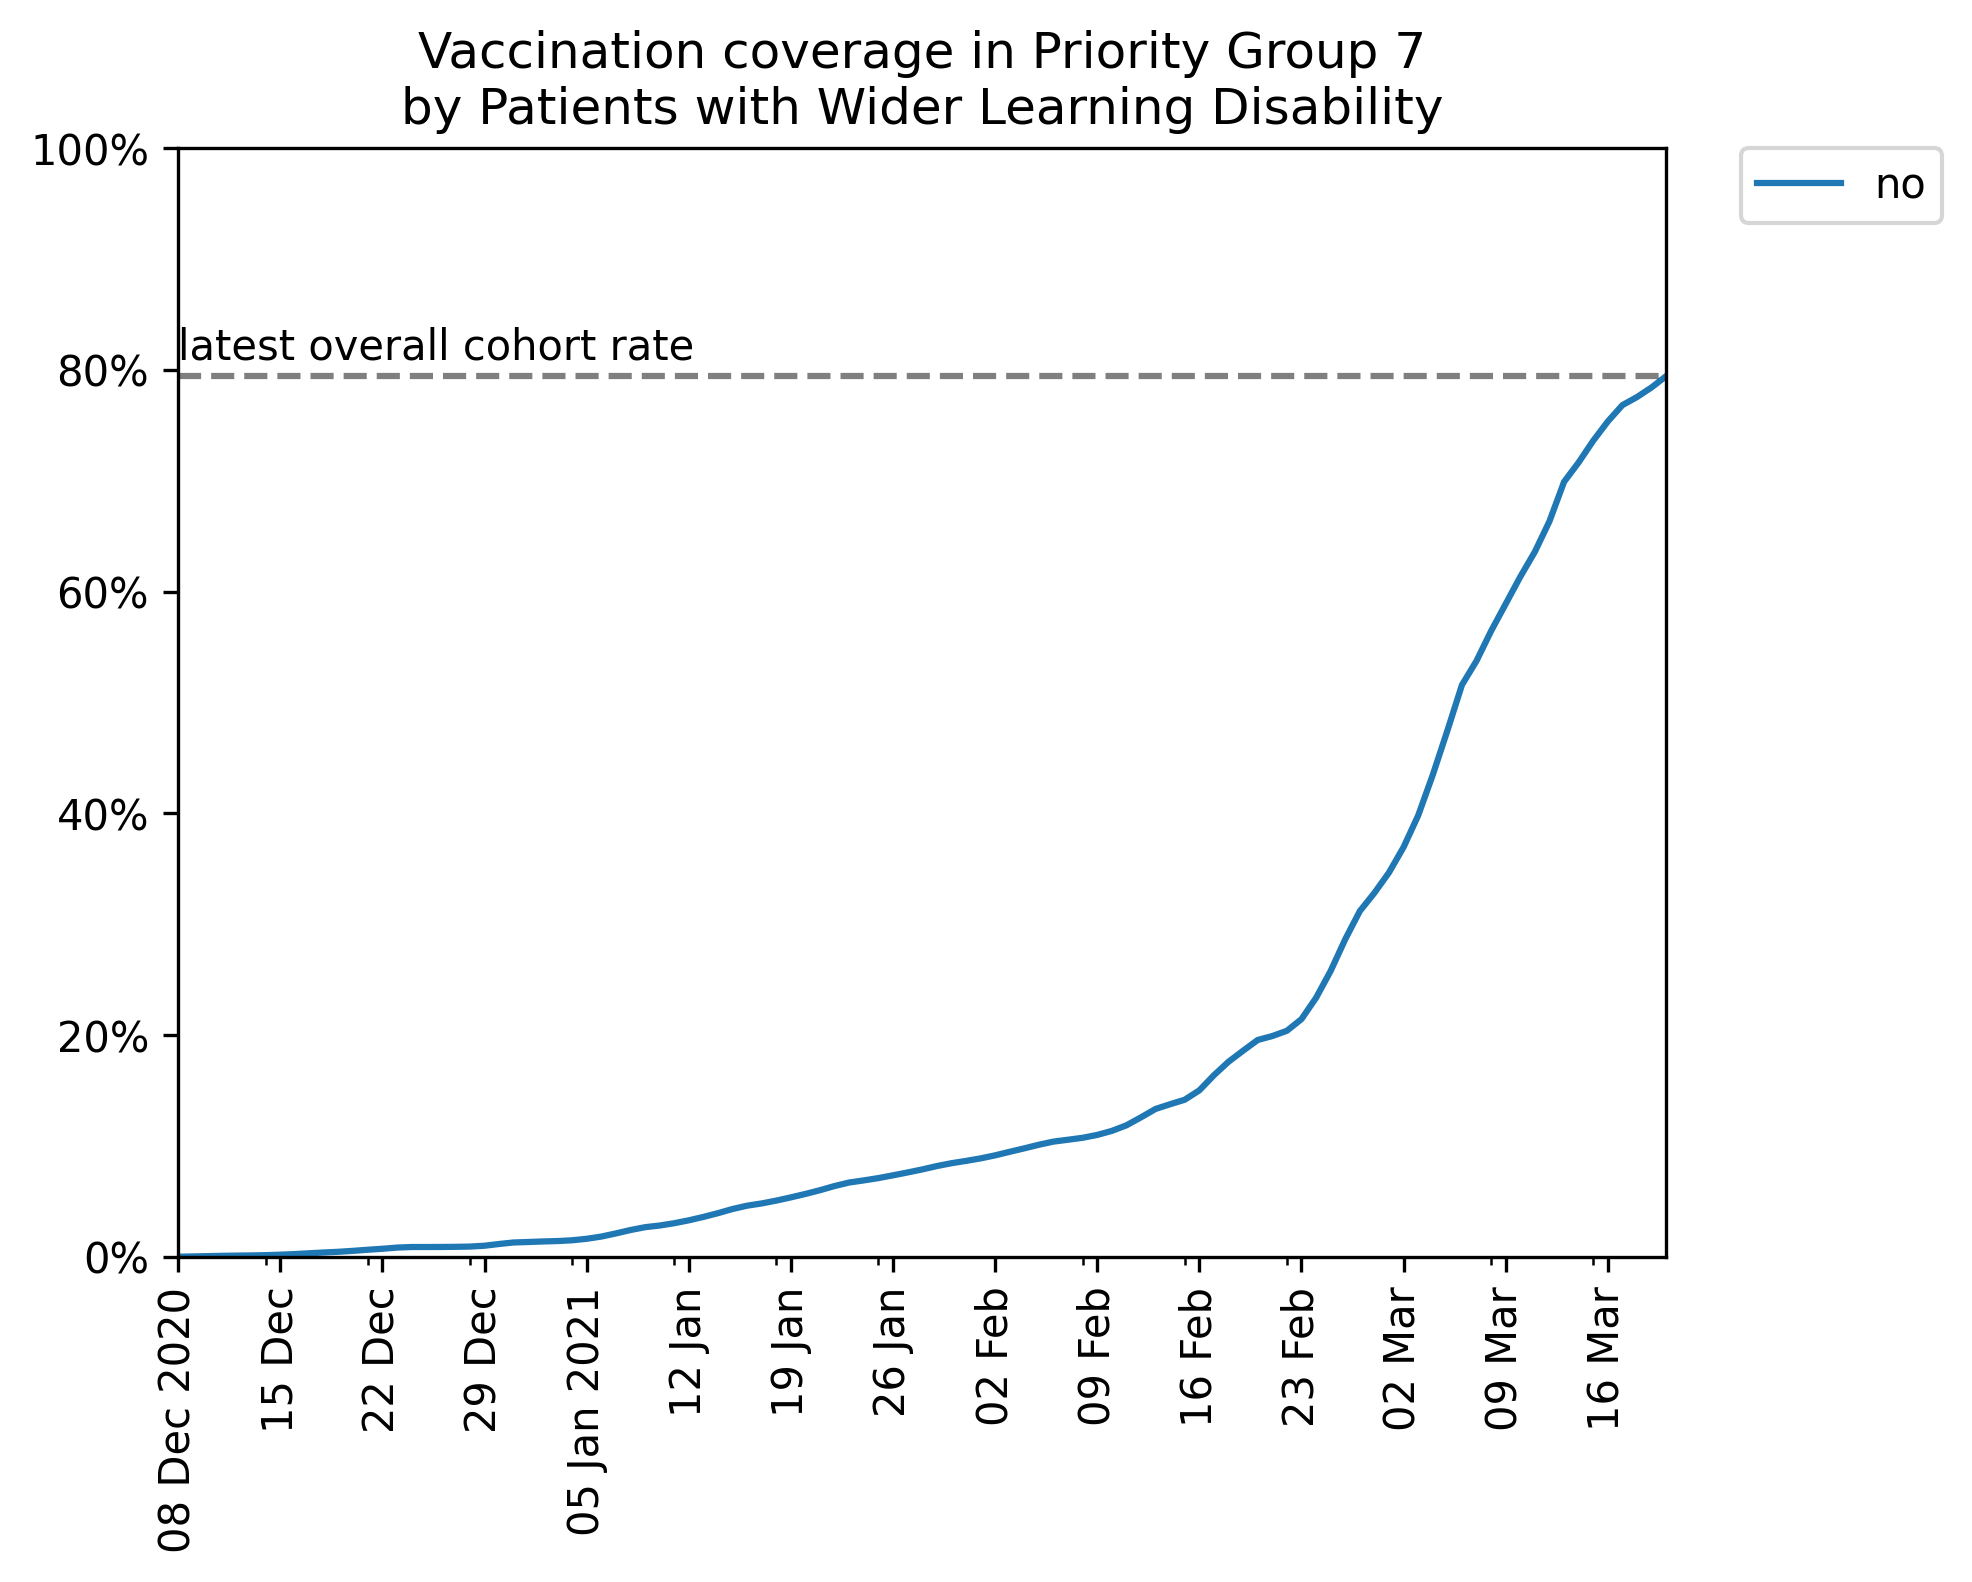 Vaccination coverage in Priority Group 7
by Patients with Wider Learning Disability
100%
80%
60%
40%
20%
0%
latest overall cohort rate
no
08 Dec 2020
15 Dec
22 Dec
29 Dec
05 Jan 2021
12 Jan
19 Jan
26 Jan
02 Feb
09 Feb
16 Feb
23 Feb
02 Mar
09 Mar
16 Mar